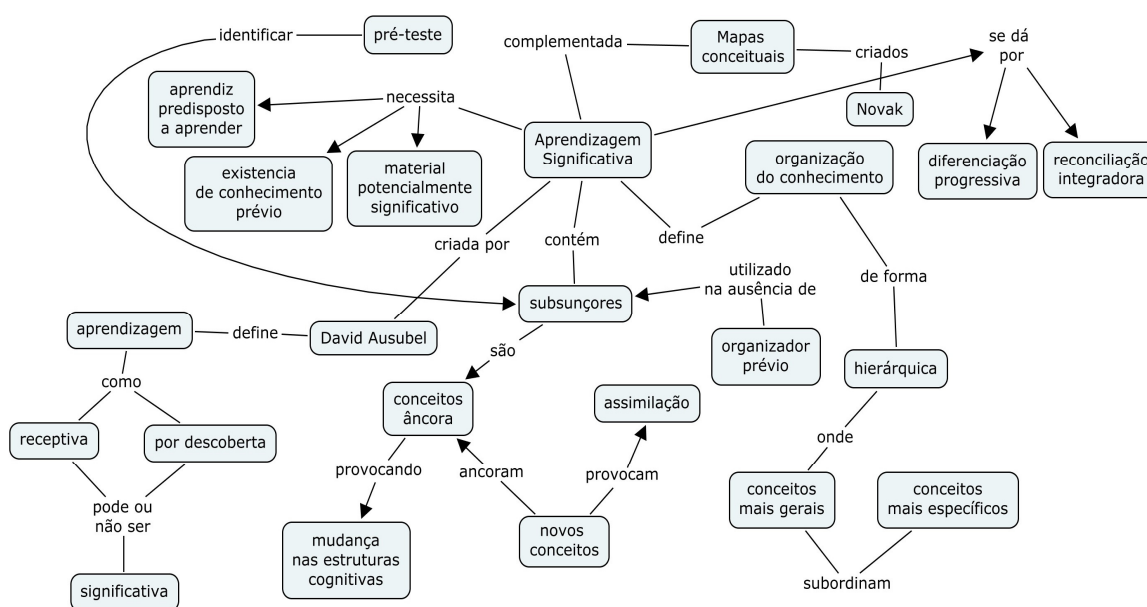 identificar
pré-teste
complementada
Mapas
conceituais
criados
Novak
se dá
por
aprendiz
predisposto
a aprender
necessita
existencia
de conhecimento
prévio
material
potencialmente
significativo
Aprendizagem
Significativa
organização
do conhecimento
diferenciação
progressiva
reconciliação
integradora
criada por
contém
define
utilizado
na ausência de
de forma
subsunçores
aprendizagem
define
David Ausubel
são
organizador
prévio
hierárquica
como
conceitos
âncora
assimilação
receptiva
por descoberta
onde
provocando
ancoram
provocam
conceitos
mais gerais
conceitos
mais específicos
pode ou
não ser
mudança
nas estruturas
cognitivas
novos
conceitos
subordinam
significativa